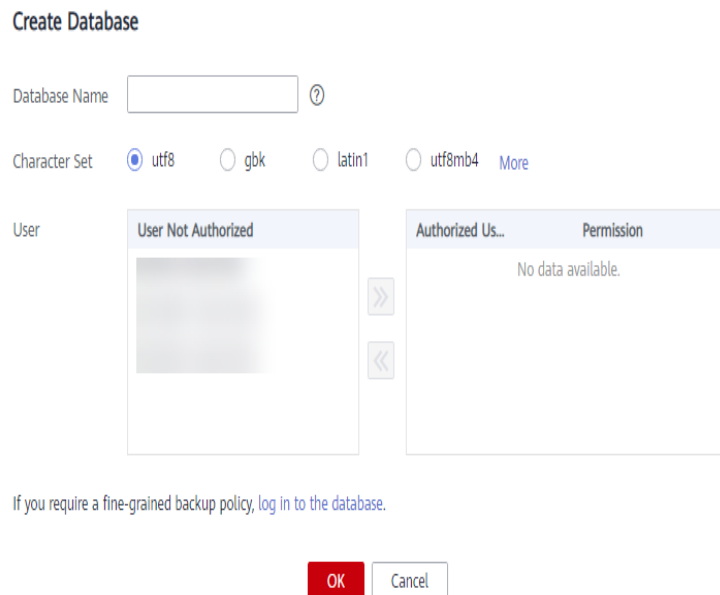 Create Database
Database Name ?
Character Set utf8 gbk latin1 utf8mb4 More
User User Not Authorized Authorized Us... Permission
No data available.
If you require a fine-grained backup policy, log in to the database.
OK Cancel